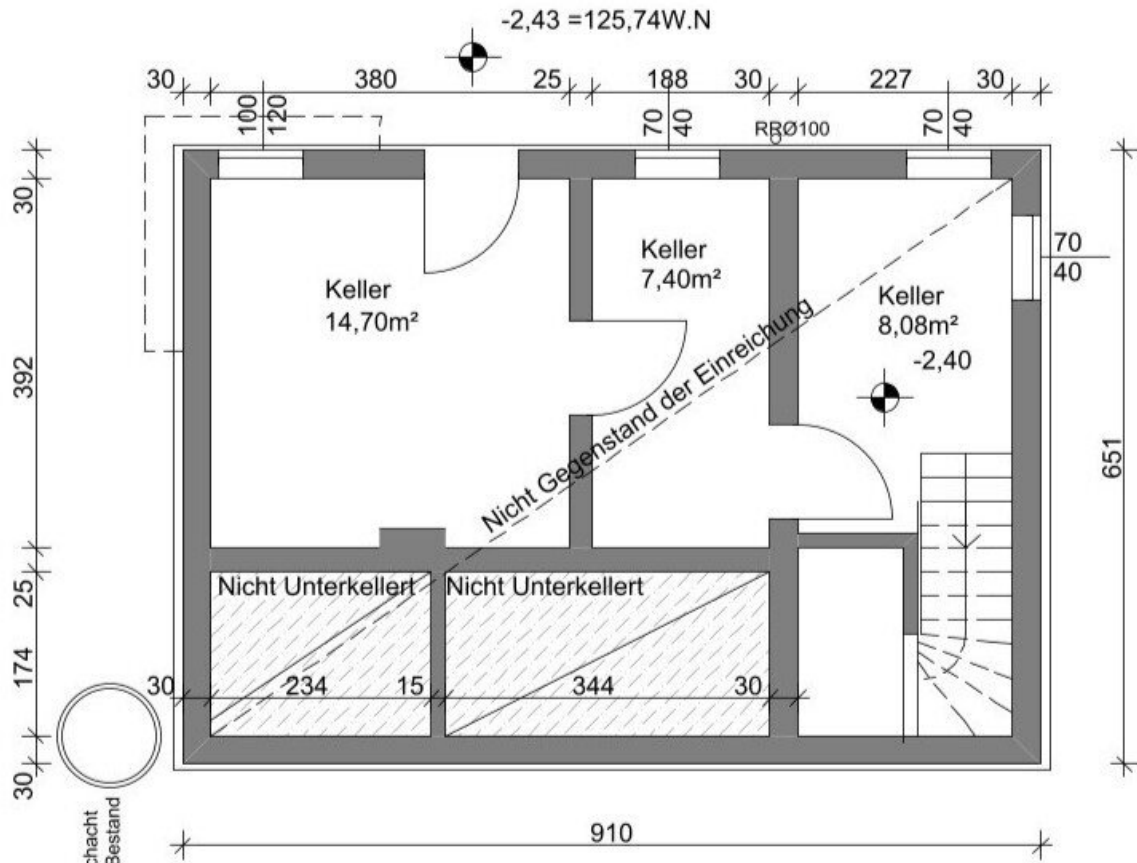 -2,43 =125,74W.N
30 380 25 188 30 227 30
100
120
70
40
RRØ100
70
40
30
392
25
174
30
Keller
14,70m²
Keller
7,40m²
Keller
8,08m²
-2,40
70
40
651
Nicht Gegenstand der Einreichung
Nicht Unterkellert
Nicht Unterkellert
30 234 15 344 30
chacht
Bestand
910